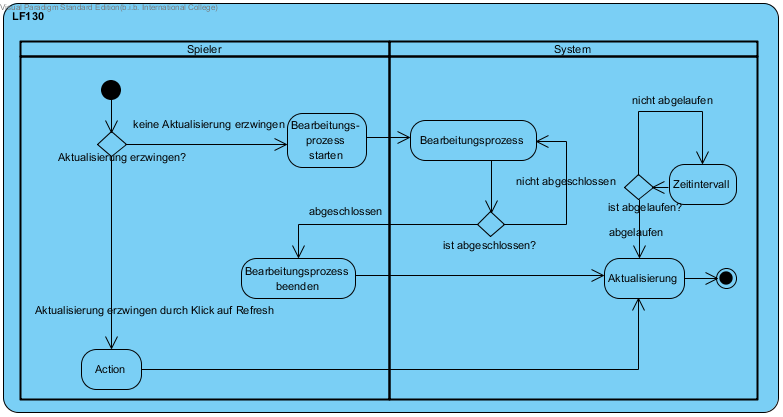 Visual Paradigm Standard Edition(b.i.b. International College)
LF130
Spieler
System
keine Aktualisierung erzwingen
Aktualisierung erzwingen?
Bearbeitungs-
prozess
starten
Bearbeitungsprozess
nicht abgelaufen
nicht abgeschlossen
Zeitintervall
ist abgelaufen?
abgeschlossen
abgelaufen
ist abgeschlossen?
Bearbeitungsprozess
beenden
Aktualisierung
Aktualisierung erzwingen durch Klick auf Refresh
Action